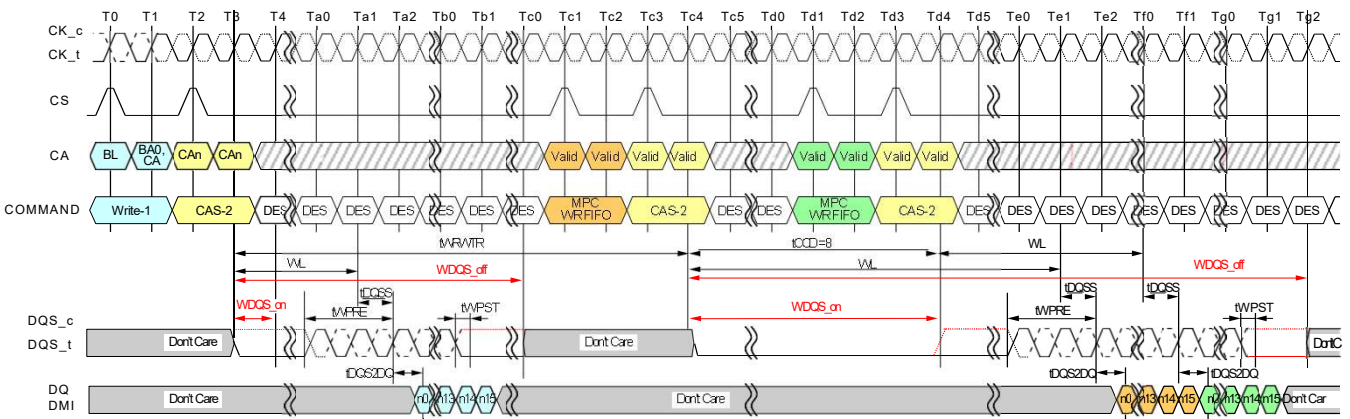 T0 T1 T2 T3 T4 Ta0 Ta1 Ta2 Tb0 Tb1 Tc0 Tc1 Tc2 Tc3 Tc4 Tc5 Td0 Td1 Td2 Td3 Td4 Td5 Te0 Te1 Te2 Tf0 Tf1 Tg0 Tg1 Tg2
CK_c
CK_t
CS
CA BL BA0, CA CAn CAn Valid Valid Valid Valid Valid Valid Valid Valid
COMMAND Write-1 CAS-2 DES DES DES DES DES DES DES MPC WRFIFO CAS-2 DES DES MPC WRFIFO CAS-2 DES DES DES DES DES DES DES DES DES
tWRWTR tCCD=8 WL
WL WDQS_off WL WDQS_off
WDQS_on tDQSS WDQS_on tDQSS tDQSS
tWPRE tWPST tWPRE tWPST
DQS_c
DQS_t Don't Care Don't Care Don'tC
tDQS2DQ tDQS2DQ tDQS2DQ
DQ
DMI Don't Care n0 n13 n14 n15 Don't Care n0 n13 n14 n15 n0 n13 n14 n15 Don't Car